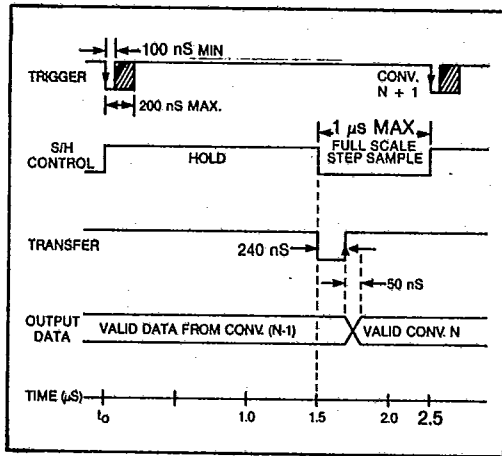 100 nS MIN
TRIGGER
CONV.
N + 1
200 nS MAX.
1 µS MAX
FULL SCALE
STEP SAMPLE
S/H
CONTROL
HOLD
TRANSFER
240 nS
50 nS
OUTPUT
DATA
VALID DATA FROM CONV. (N-1)
VALID CONV. N
TIME (µS)
t₀
1.0
1.5
2.0
2.5